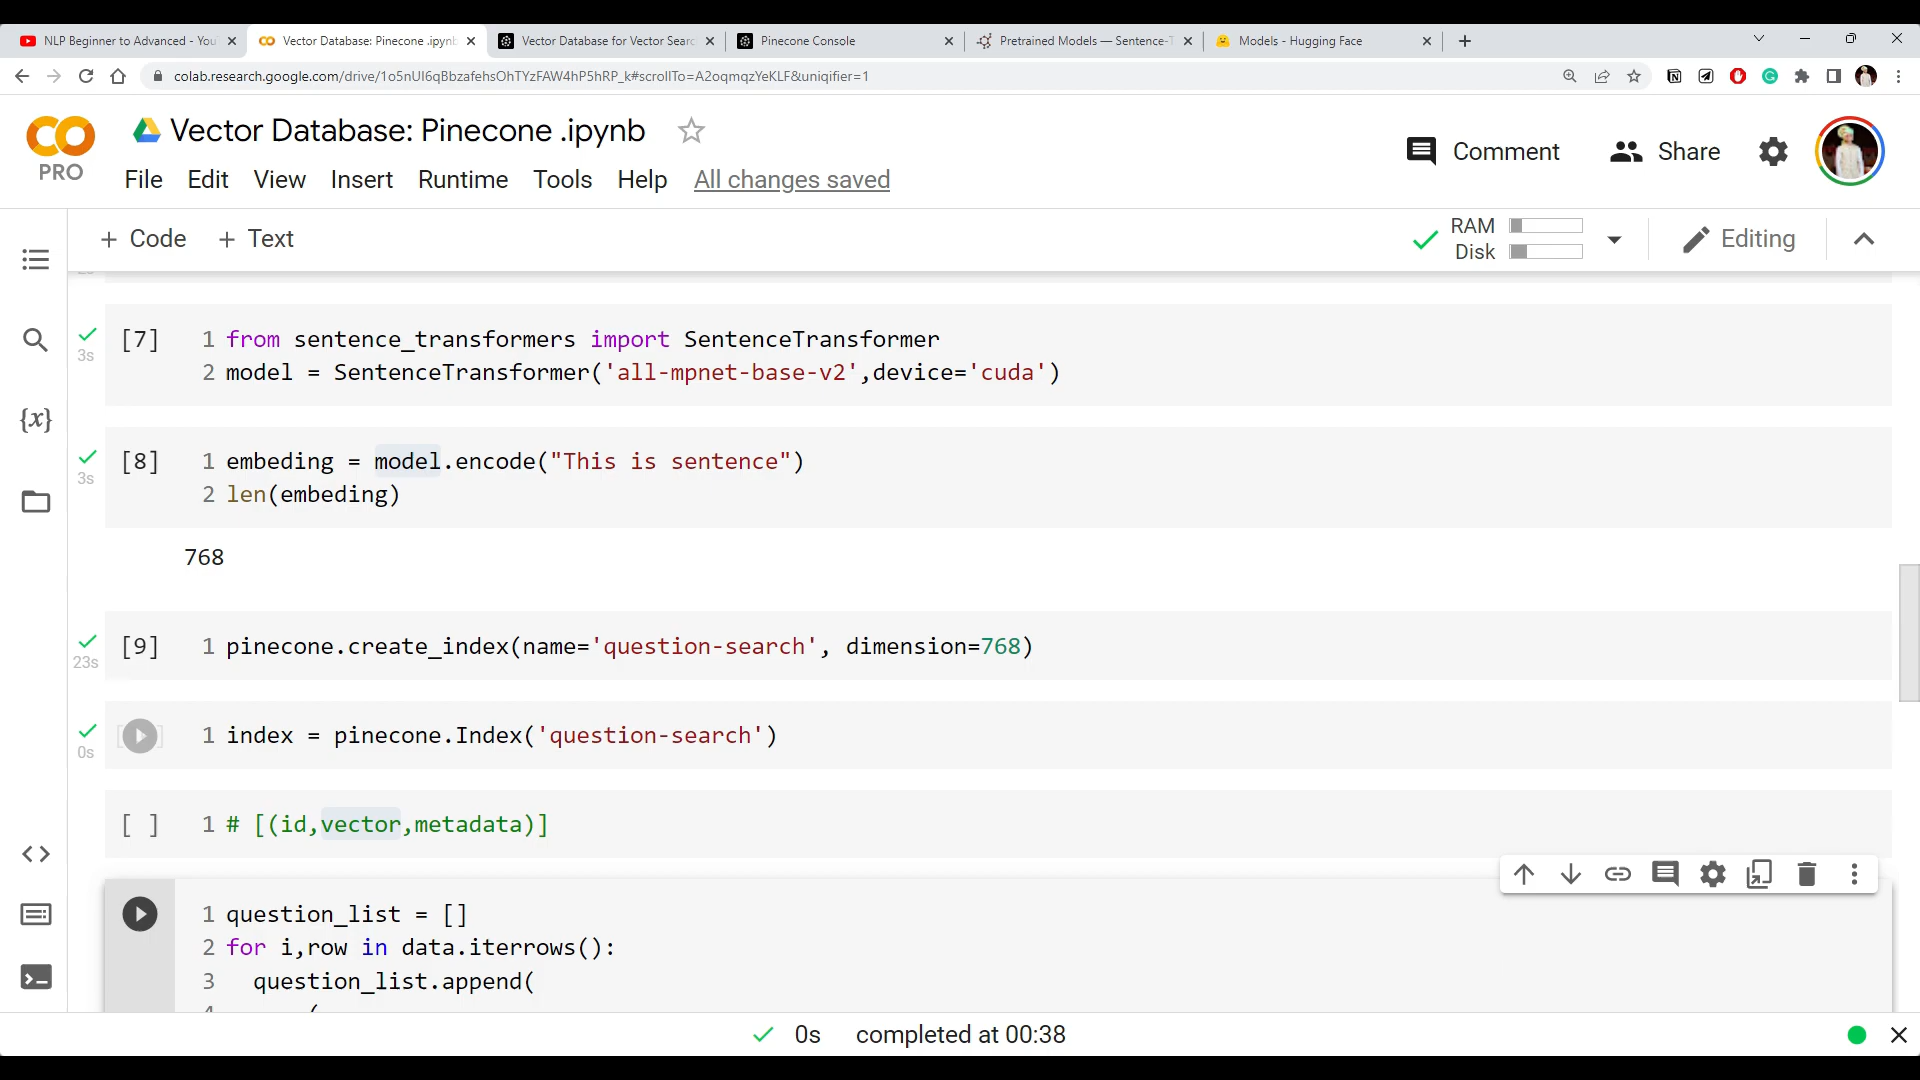 NLP Beginner to Advanced - You
Vector Database: Pinecone .ipynb
Vector Database for Vector Searc
Pinecone Console
Pretrained Models — Sentence-T
Models - Hugging Face
colab.research.google.com/drive/1o5nUI6qBbzafehsOhTYzFAW4hP5hRP_k#scrollTo=A2oqmqzYeKLF&uniqifier=1
PRO
Vector Database: Pinecone .ipynb
File Edit View Insert Runtime Tools Help All changes saved
Comment
Share
+ Code + Text
RAM
Disk
Editing
3s [7] 1 from sentence_transformers import SentenceTransformer
2 model = SentenceTransformer('all-mpnet-base-v2',device='cuda')
3s [8] 1 embeding = model.encode("This is sentence")
2 len(embeding)
768
23s [9] 1 pinecone.create_index(name='question-search', dimension=768)
0s 1 index = pinecone.Index('question-search')
[ ] 1 # [(id,vector,metadata)]
1 question_list = []
2 for i,row in data.iterrows():
3 question_list.append(
4 (
0s completed at 00:38